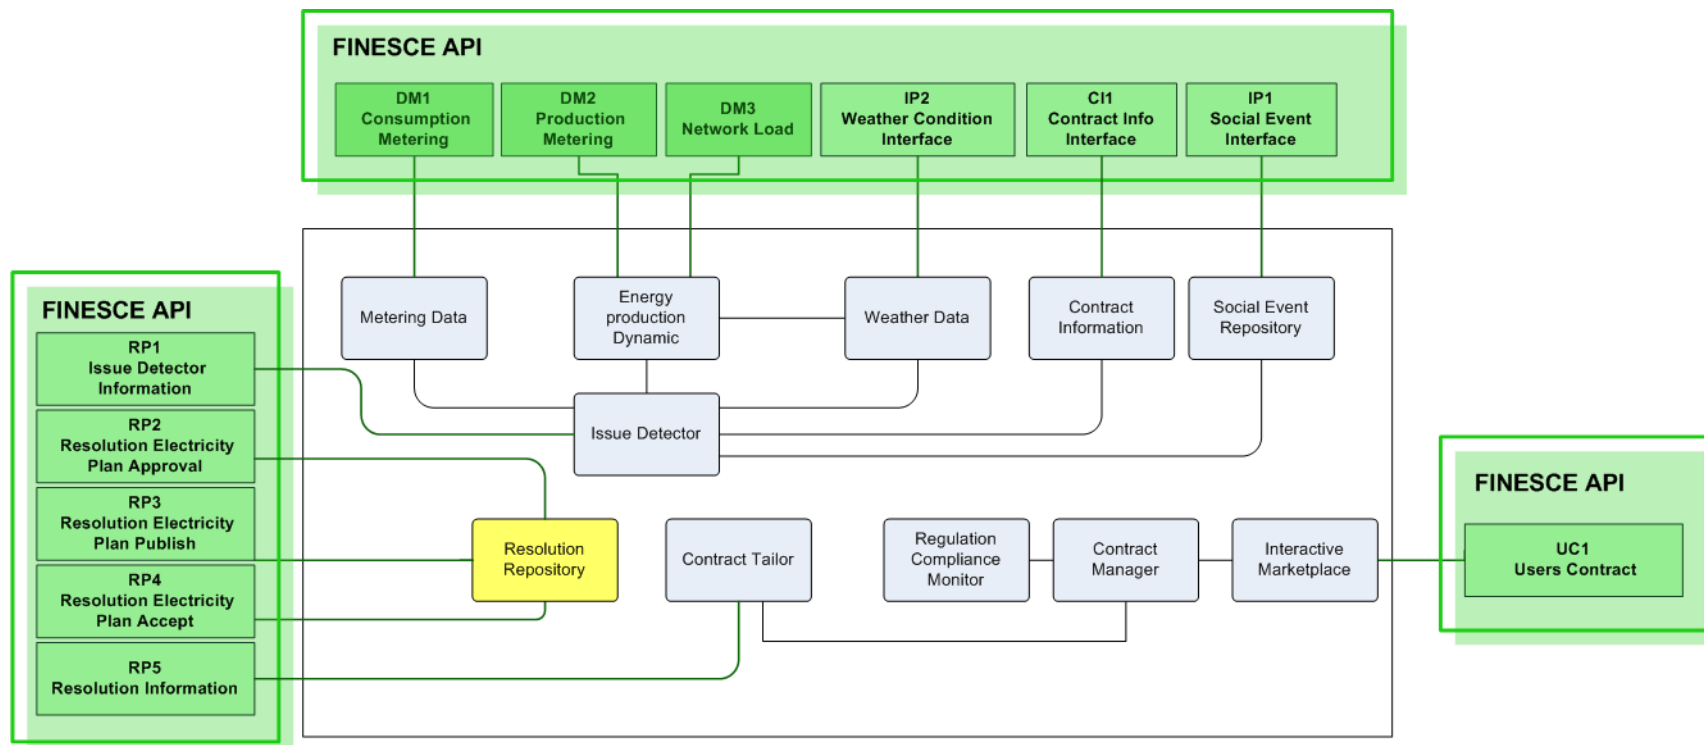 FINESCE API
DM1
Consumption
Metering
DM2
Production
Metering
DM3
Network Load
IP2
Weather Condition
Interface
CI1
Contract Info
Interface
IP1
Social Event
Interface
Metering Data
Energy
production
Dynamic
Weather Data
Contract
Information
Social Event
Repository
FINESCE API
RP1
Issue Detector
Information
RP2
Resolution Electricity
Plan Approval
RP3
Resolution Electricity
Plan Publish
RP4
Resolution Electricity
Plan Accept
RP5
Resolution Information
Issue Detector
Resolution
Repository
Contract Tailor
Regulation
Compliance
Monitor
Contract
Manager
Interactive
Marketplace
FINESCE API
UC1
Users Contract